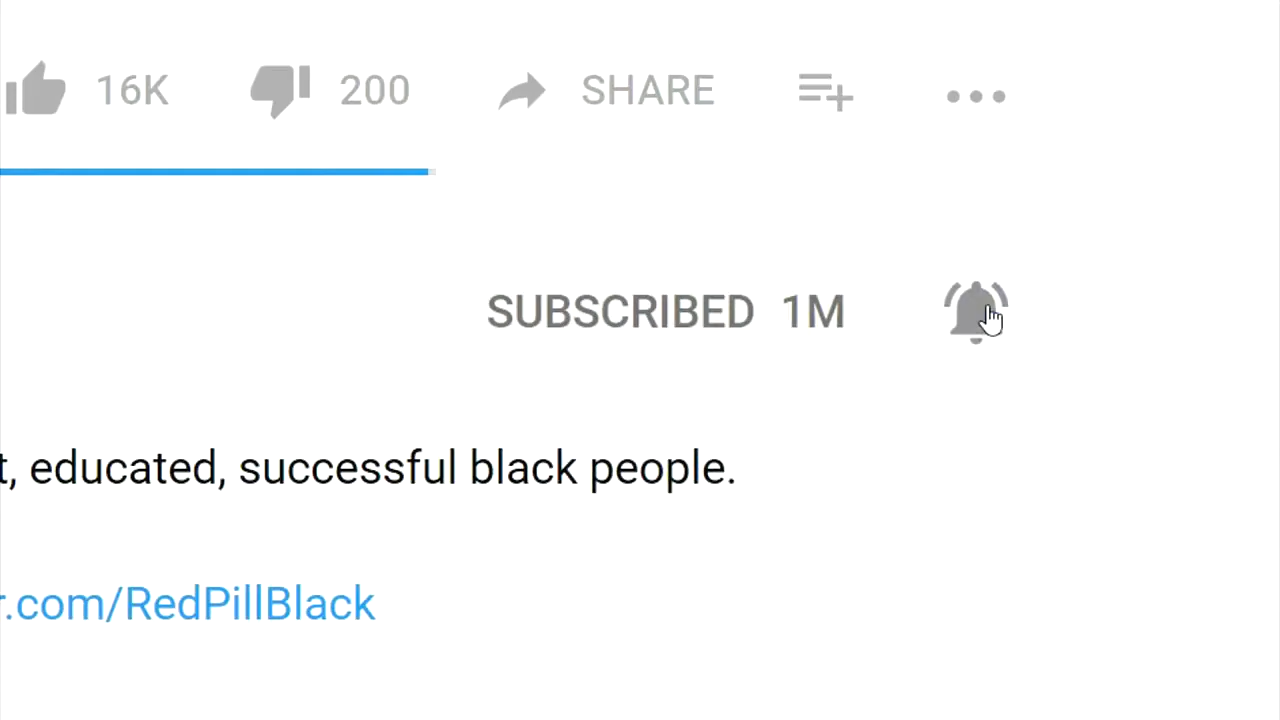 16K 200 SHARE
SUBSCRIBED 1M
t, educated, successful black people.
r.com/RedPillBlack